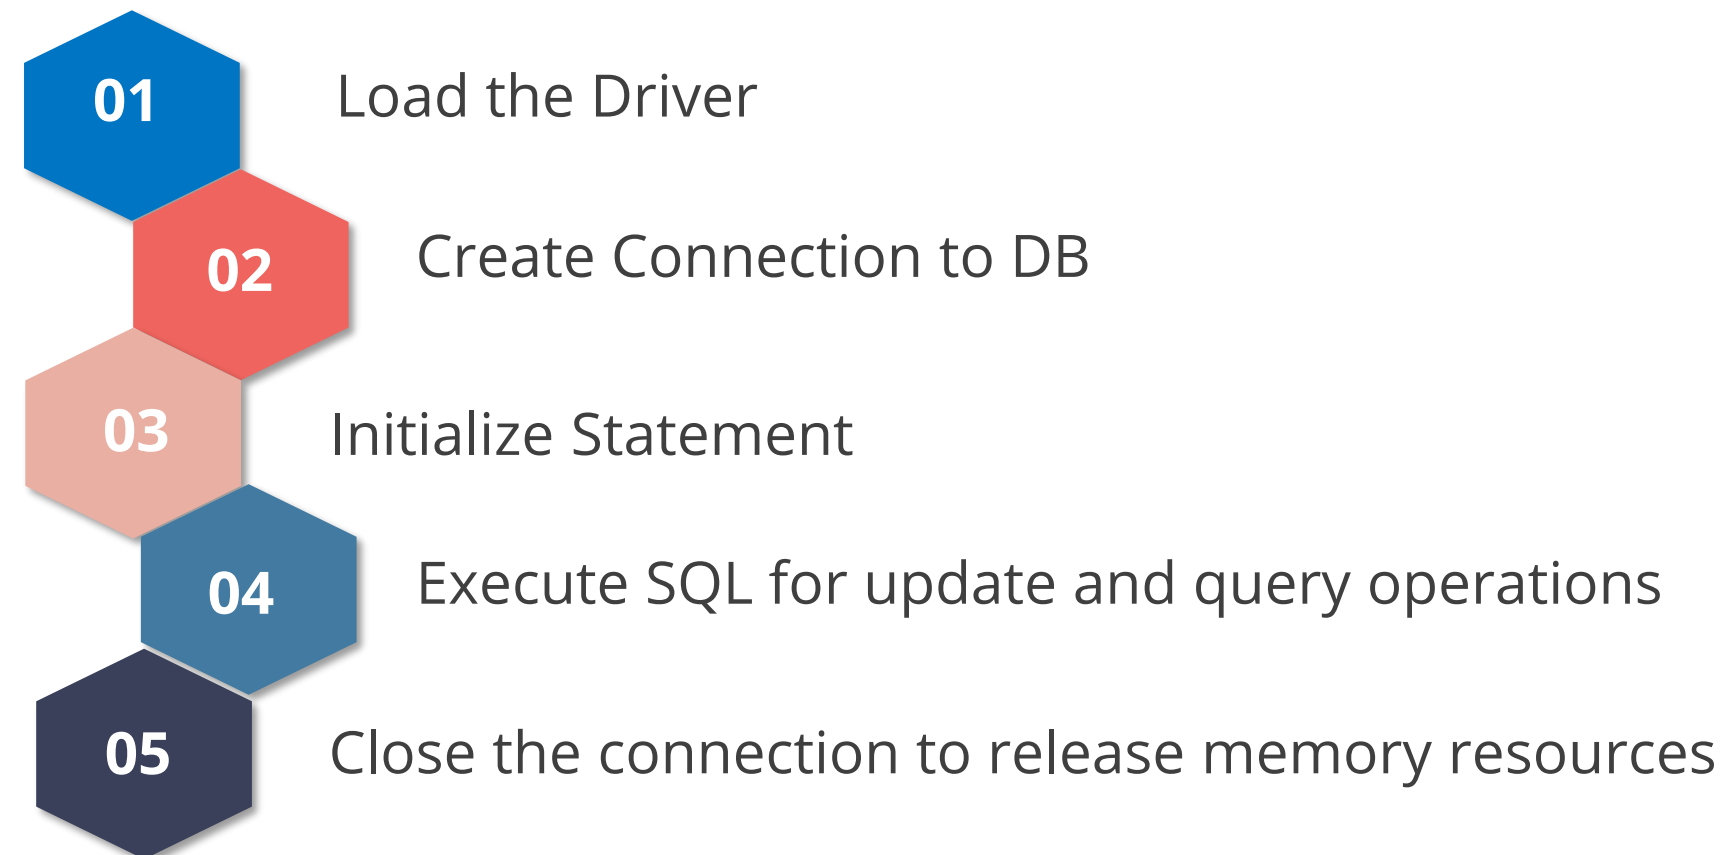 01 Load the Driver
02 Create Connection to DB
03 Initialize Statement
04 Execute SQL for update and query operations
05 Close the connection to release memory resources